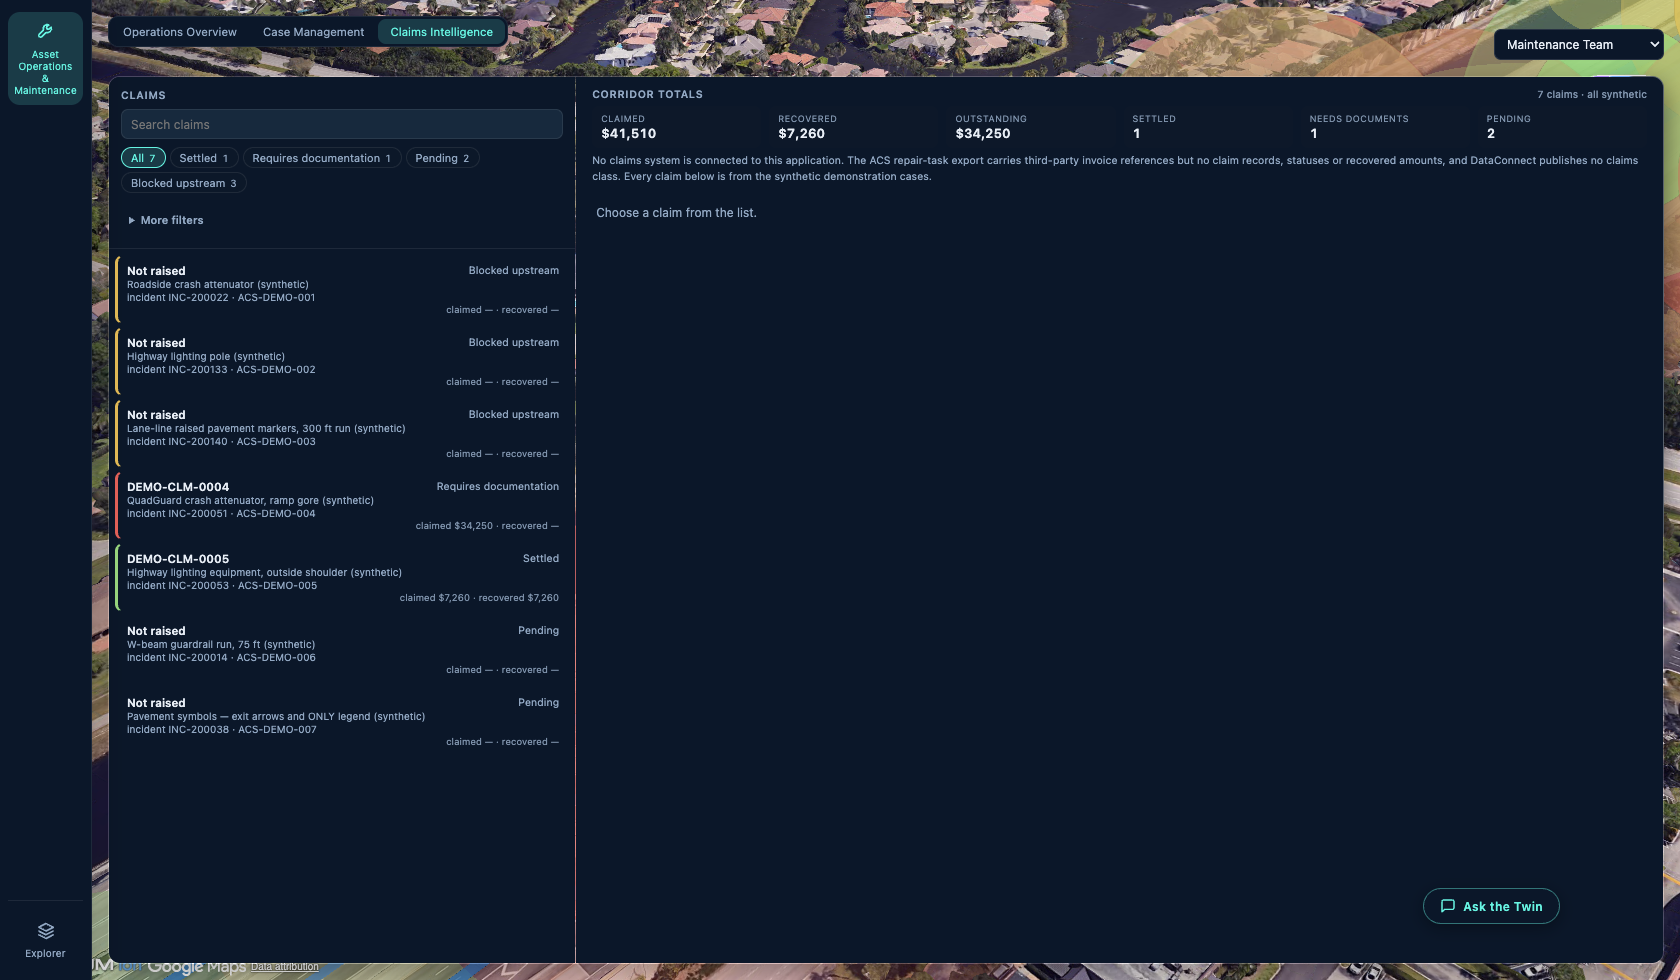 Asset
Operations
&
Maintenance
Operations Overview
Case Management
Claims Intelligence
Maintenance Team
CLAIMS
Search claims
All 7
Settled 1
Requires documentation 1
Pending 2
Blocked upstream 3
More filters
Not raised
Blocked upstream
Roadside crash attenuator (synthetic)
incident INC-200022 · ACS-DEMO-001
claimed — · recovered —
Not raised
Blocked upstream
Highway lighting pole (synthetic)
incident INC-200133 · ACS-DEMO-002
claimed — · recovered —
Not raised
Blocked upstream
Lane-line raised pavement markers, 300 ft run (synthetic)
incident INC-200140 · ACS-DEMO-003
claimed — · recovered —
DEMO-CLM-0004
Requires documentation
QuadGuard crash attenuator, ramp gore (synthetic)
incident INC-200051 · ACS-DEMO-004
claimed $34,250 · recovered —
DEMO-CLM-0005
Settled
Highway lighting equipment, outside shoulder (synthetic)
incident INC-200053 · ACS-DEMO-005
claimed $7,260 · recovered $7,260
Not raised
Pending
W-beam guardrail run, 75 ft (synthetic)
incident INC-200014 · ACS-DEMO-006
claimed — · recovered —
Not raised
Pending
Pavement symbols — exit arrows and ONLY legend (synthetic)
incident INC-200038 · ACS-DEMO-007
claimed — · recovered —
CORRIDOR TOTALS
7 claims · all synthetic
CLAIMED
$41,510
RECOVERED
$7,260
OUTSTANDING
$34,250
SETTLED
1
NEEDS DOCUMENTS
1
PENDING
2
No claims system is connected to this application. The ACS repair-task export carries third-party invoice references but no claim records, statuses or recovered amounts, and DataConnect publishes no claims
class. Every claim below is from the synthetic demonstration cases.
Choose a claim from the list.
Ask the Twin
Explorer
Google Maps
Data attribution